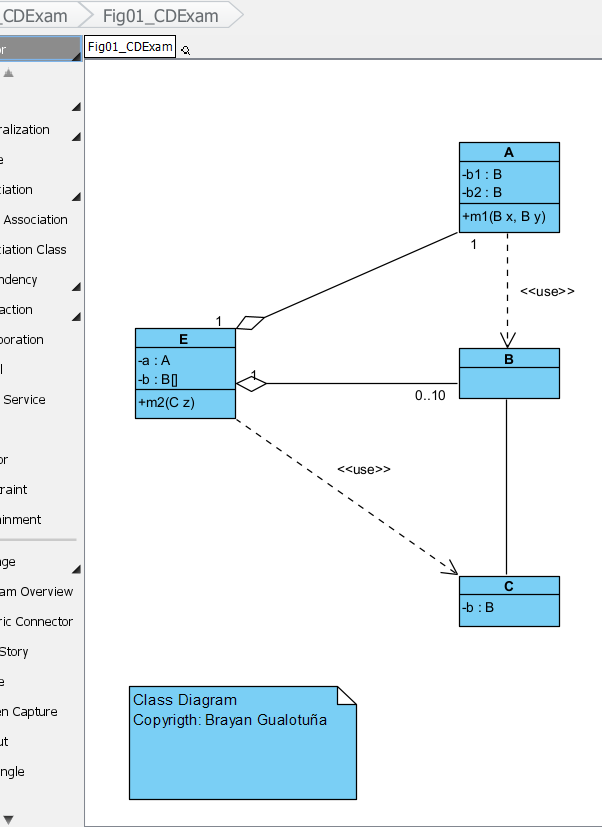 _CDExam
Fig01_CDExam
or
Fig01_CDExam
ralization
e
iation
Association
iation Class
ndency
action
oration
l
Service
or
raint
ainment
ge
am Overview
ric Connector
Story
e
en Capture
ut
ngle
A
-b1 : B
-b2 : B
+m1(B x, B y)
1
<<use>>
1
E
-a : A
-b : B[]
+m2(C z)
1
0..10
B
<<use>>
C
-b : B
Class Diagram
Copyrigth: Brayan Gualotuña